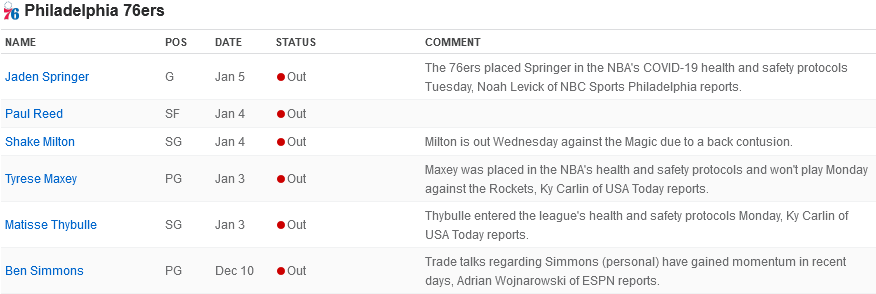 76 Philadelphia 76ers
NAME POS DATE STATUS COMMENT
Jaden Springer G Jan 5 Out The 76ers placed Springer in the NBA's COVID-19 health and safety protocols
Tuesday, Noah Levick of NBC Sports Philadelphia reports.
Paul Reed SF Jan 4 Out
Shake Milton SG Jan 4 Out Milton is out Wednesday against the Magic due to a back contusion.
Tyrese Maxey PG Jan 3 Out Maxey was placed in the NBA's health and safety protocols and won't play Monday
against the Rockets, Ky Carlin of USA Today reports.
Matisse Thybulle SG Jan 3 Out Thybulle entered the league's health and safety protocols Monday, Ky Carlin of
USA Today reports.
Ben Simmons PG Dec 10 Out Trade talks regarding Simmons (personal) have gained momentum in recent
days, Adrian Wojnarowski of ESPN reports.